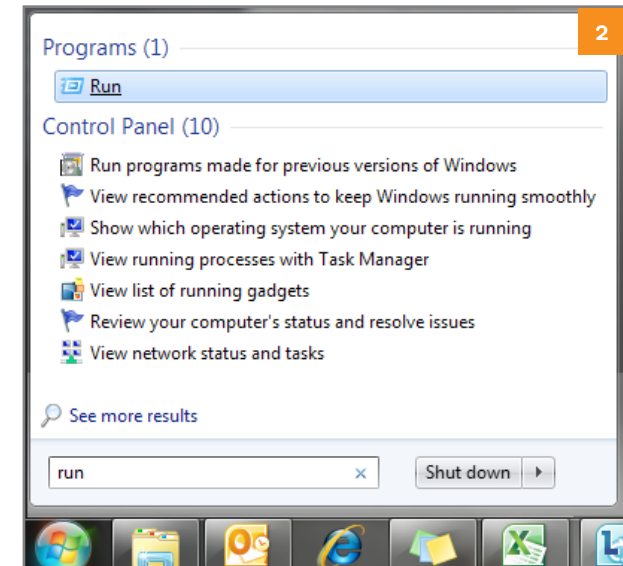 2
Programs (1)
Run
Control Panel (10)
Run programs made for previous versions of Windows
View recommended actions to keep Windows running smoothly
Show which operating system your computer is running
View running processes with Task Manager
View list of running gadgets
Review your computer's status and resolve issues
View network status and tasks
See more results
run
Shut down